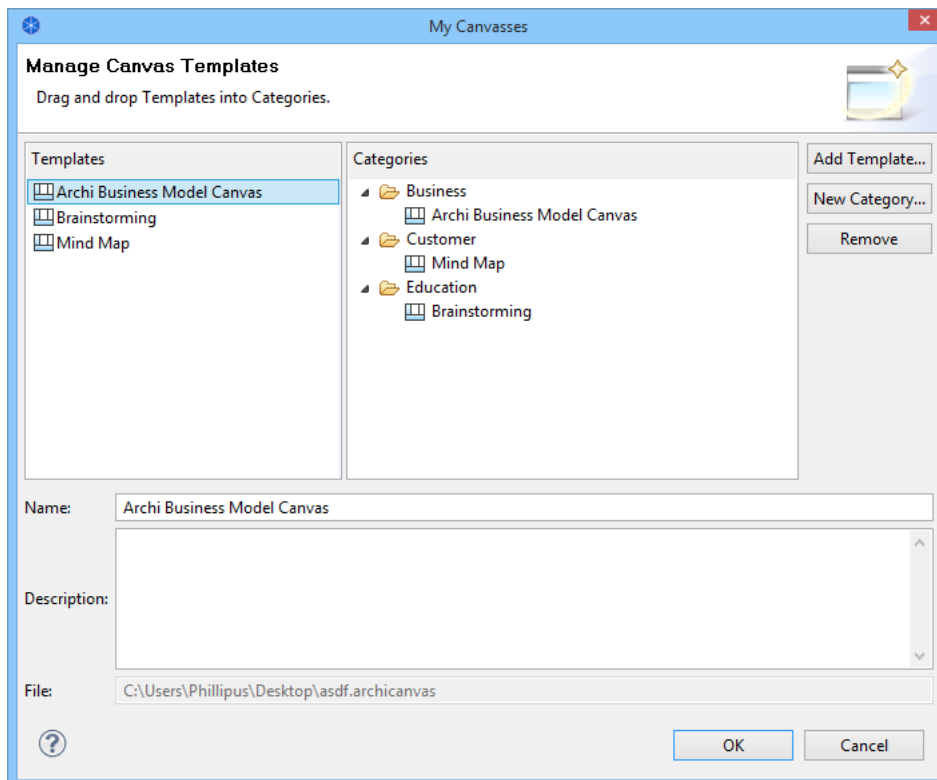 My Canvasses
Manage Canvas Templates
Drag and drop Templates into Categories.
Templates
Archi Business Model Canvas
Brainstorming
Mind Map
Categories
Business
Archi Business Model Canvas
Customer
Mind Map
Education
Brainstorming
Add Template...
New Category...
Remove
Name: Archi Business Model Canvas
Description:
File: C:\Users\Phillipus\Desktop\asdf.archicanvas
OK Cancel